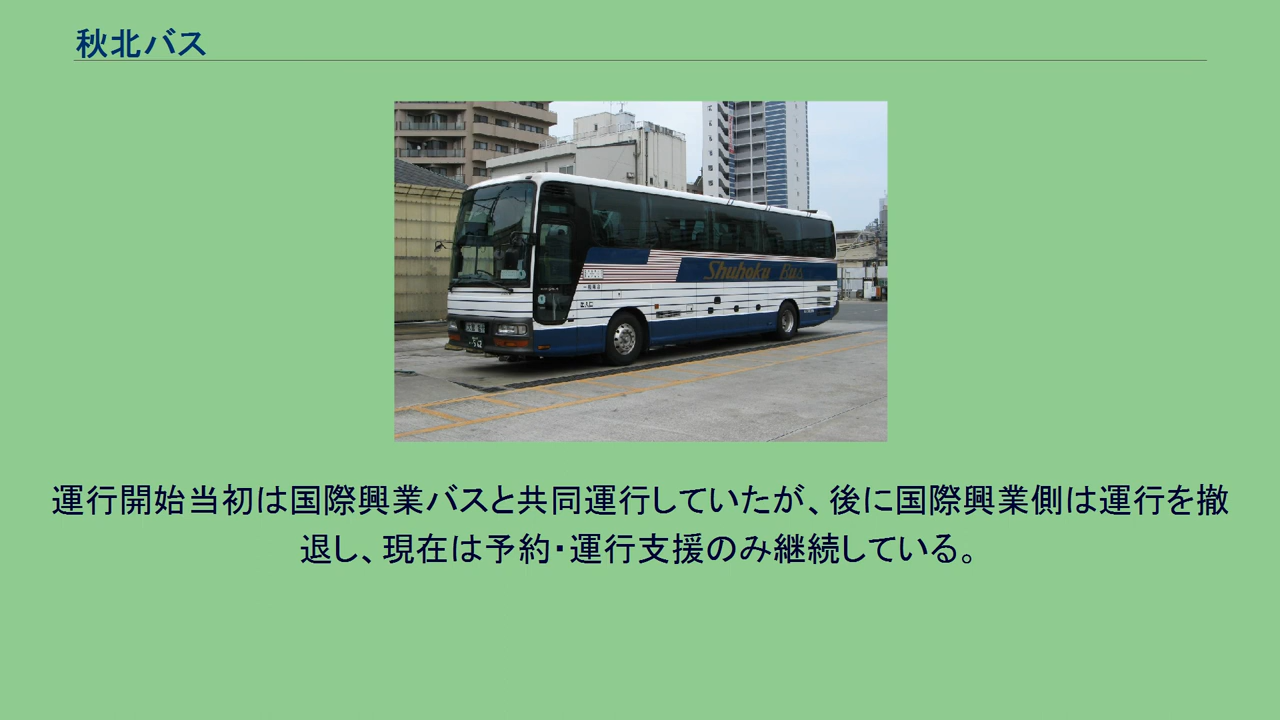 秋北バス
Shuhoku Bus
出入口
運行開始当初は国際興業バスと共同運行していたが、後に国際興業側は運行を撤
退し、現在は予約・運行支援のみ継続している。